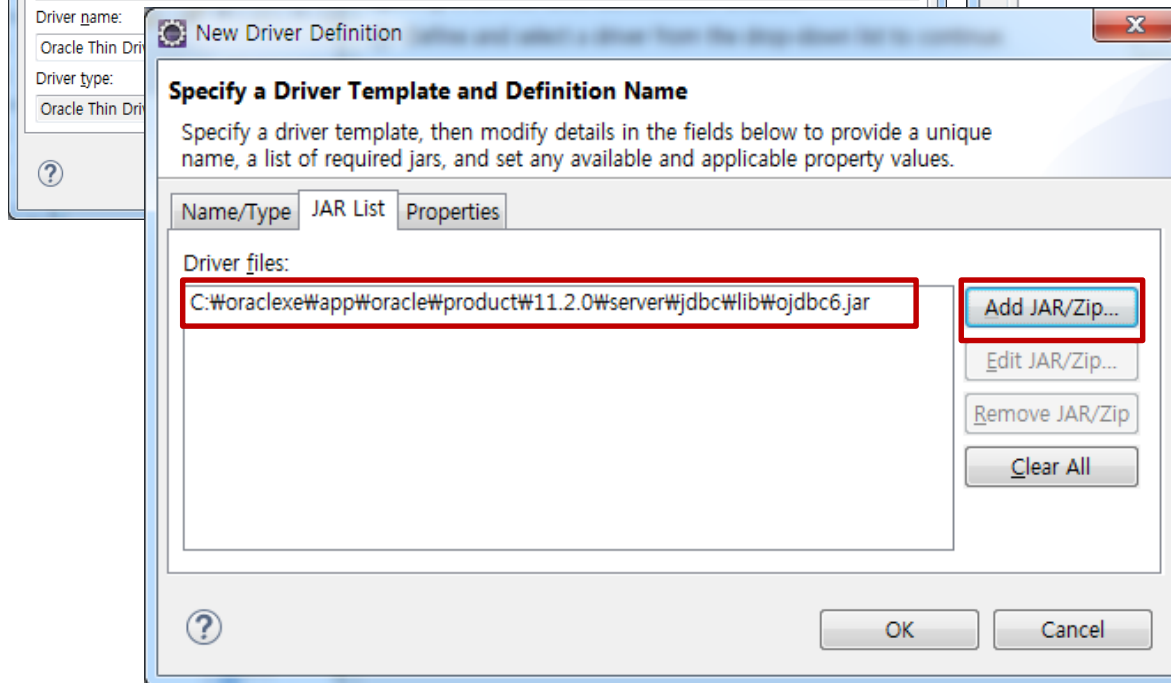 Driver name:
Oracle Thin Dri
Driver type:
Oracle Thin Dri
New Driver Definition
Specify a Driver Template and Definition Name
Specify a driver template, then modify details in the fields below to provide a unique
name, a list of required jars, and set any available and applicable property values.
Name/Type JAR List Properties
Driver files:
C:₩oraclexe₩app₩oracle₩product₩11.2.0₩server₩jdbc₩lib₩ojdbc6.jar
Add JAR/Zip...
Edit JAR/Zip...
Remove JAR/Zip
Clear All
OK Cancel